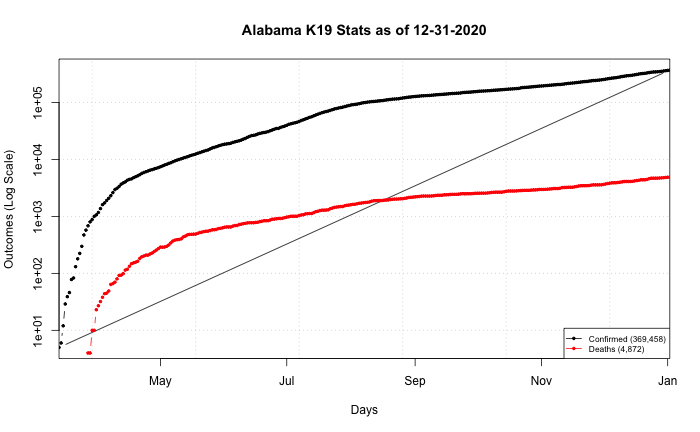 Alabama K19 Stats as of 12-31-2020
Outcomes (Log Scale)
1e+05
1e+04
1e+03
1e+02
1e+01
Confirmed (369,458)
Deaths (4,872)
May
Jul
Sep
Nov
Jan
Days